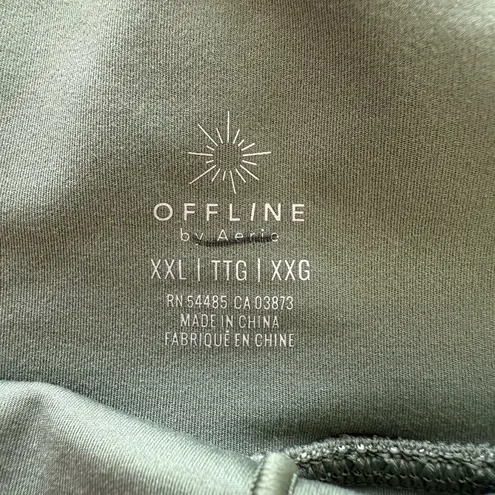 OFFLINE
by Aerie
XXL | TTG | XXG
RN 54485 CA 03873
MADE IN CHINA
FABRIQUÉ EN CHINE